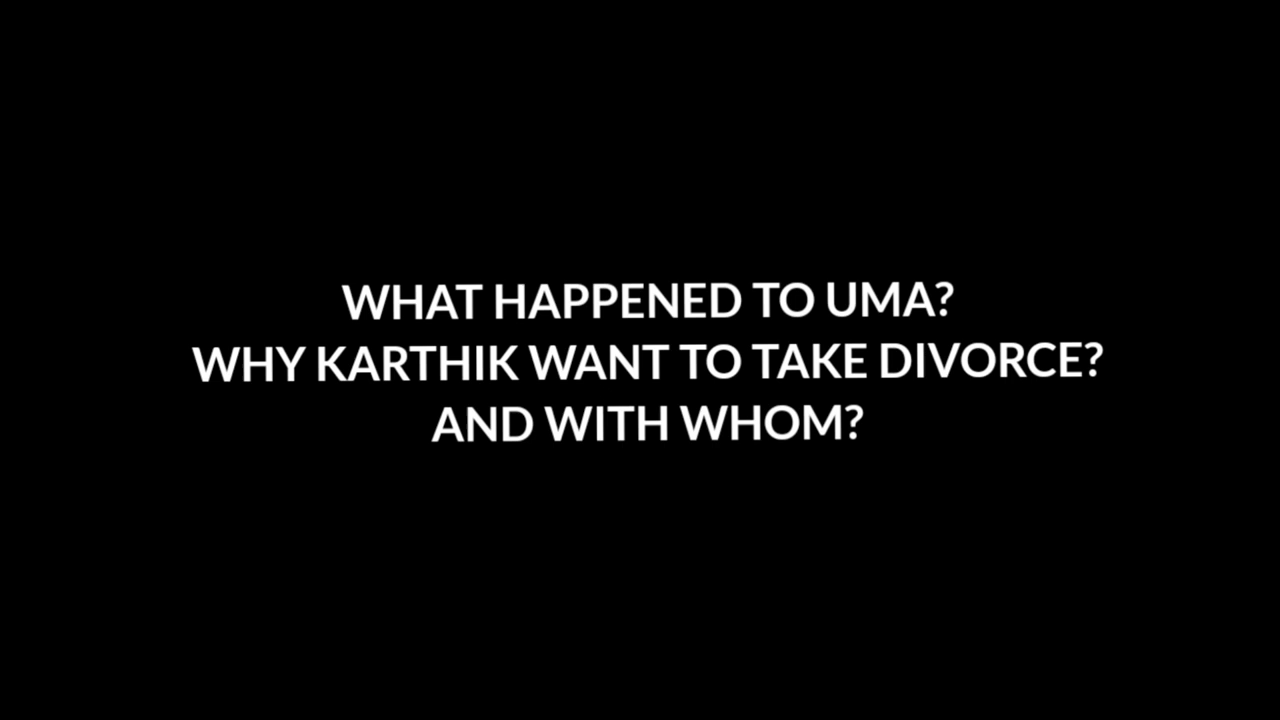 WHAT HAPPENED TO UMA?
WHY KARTHIK WANT TO TAKE DIVORCE?
AND WITH WHOM?